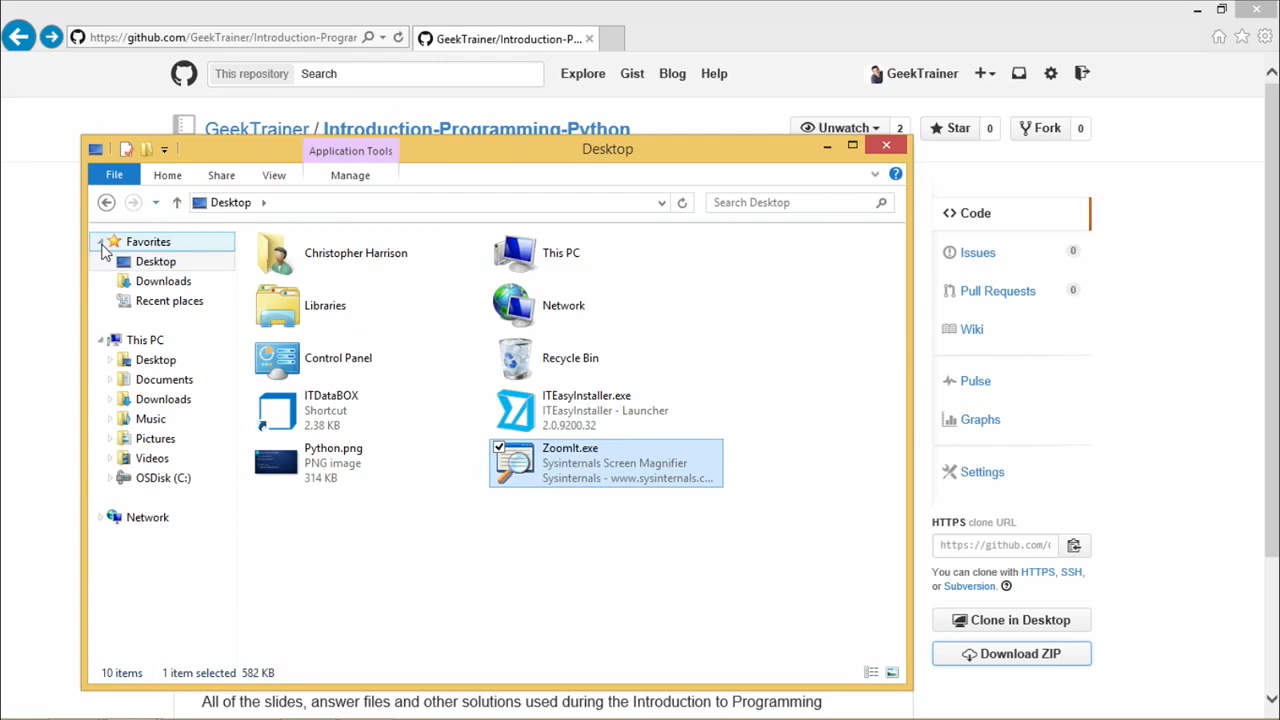 https://github.com/GeekTrainer/Introduction-Prograr
GeekTrainer/Introduction-P...
This repository
Search
Explore
Gist
Blog
Help
GeekTrainer
GeekTrainer / Introduction-Programming-Python
Unwatch
2
Star
0
Fork
0
Application Tools
Desktop
File
Home
Share
View
Manage
Desktop
Search Desktop
Favorites
Desktop
Downloads
Recent places
This PC
Desktop
Documents
Downloads
Music
Pictures
Videos
OSDisk (C:)
Network
Christopher Harrison
This PC
Libraries
Network
Control Panel
Recycle Bin
ITDataBOX
Shortcut
2.38 KB
ITEasyInstaller.exe
ITEasyInstaller - Launcher
2.0.9200.32
Python.png
PNG image
314 KB
ZoomIt.exe
Sysinternals Screen Magnifier
Sysinternals - www.sysinternals.c...
10 items
1 item selected 582 KB
Code
Issues
0
Pull Requests
0
Wiki
Pulse
Graphs
Settings
HTTPS clone URL
https://github.com/(
You can clone with HTTPS, SSH,
or Subversion.
Clone in Desktop
Download ZIP
All of the slides, answer files and other solutions used during the Introduction to Programming